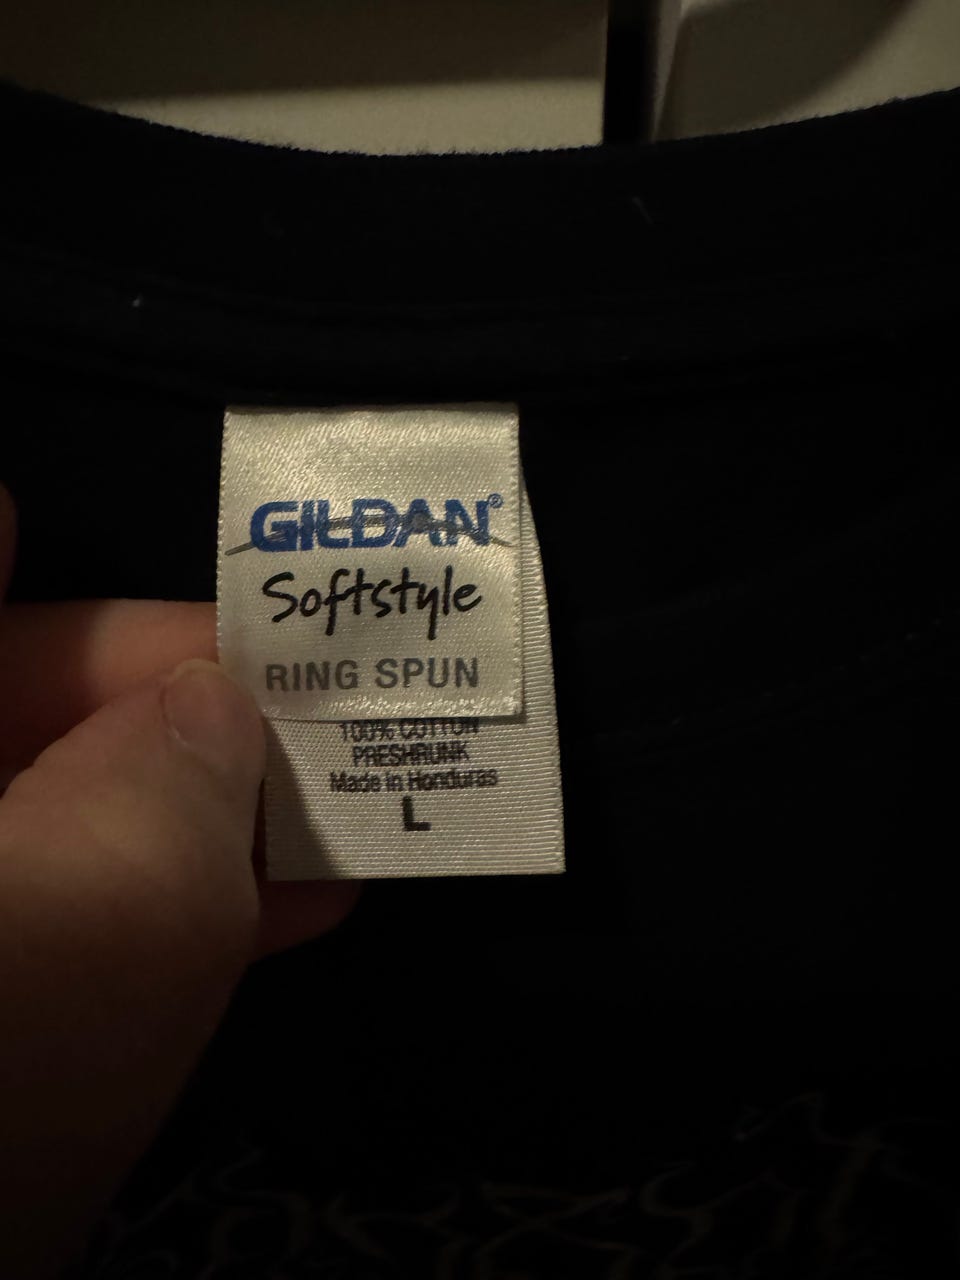 GILDAN®
Softstyle
RING SPUN
100% COTTON
PRESHRUNK
Made in Honduras
L